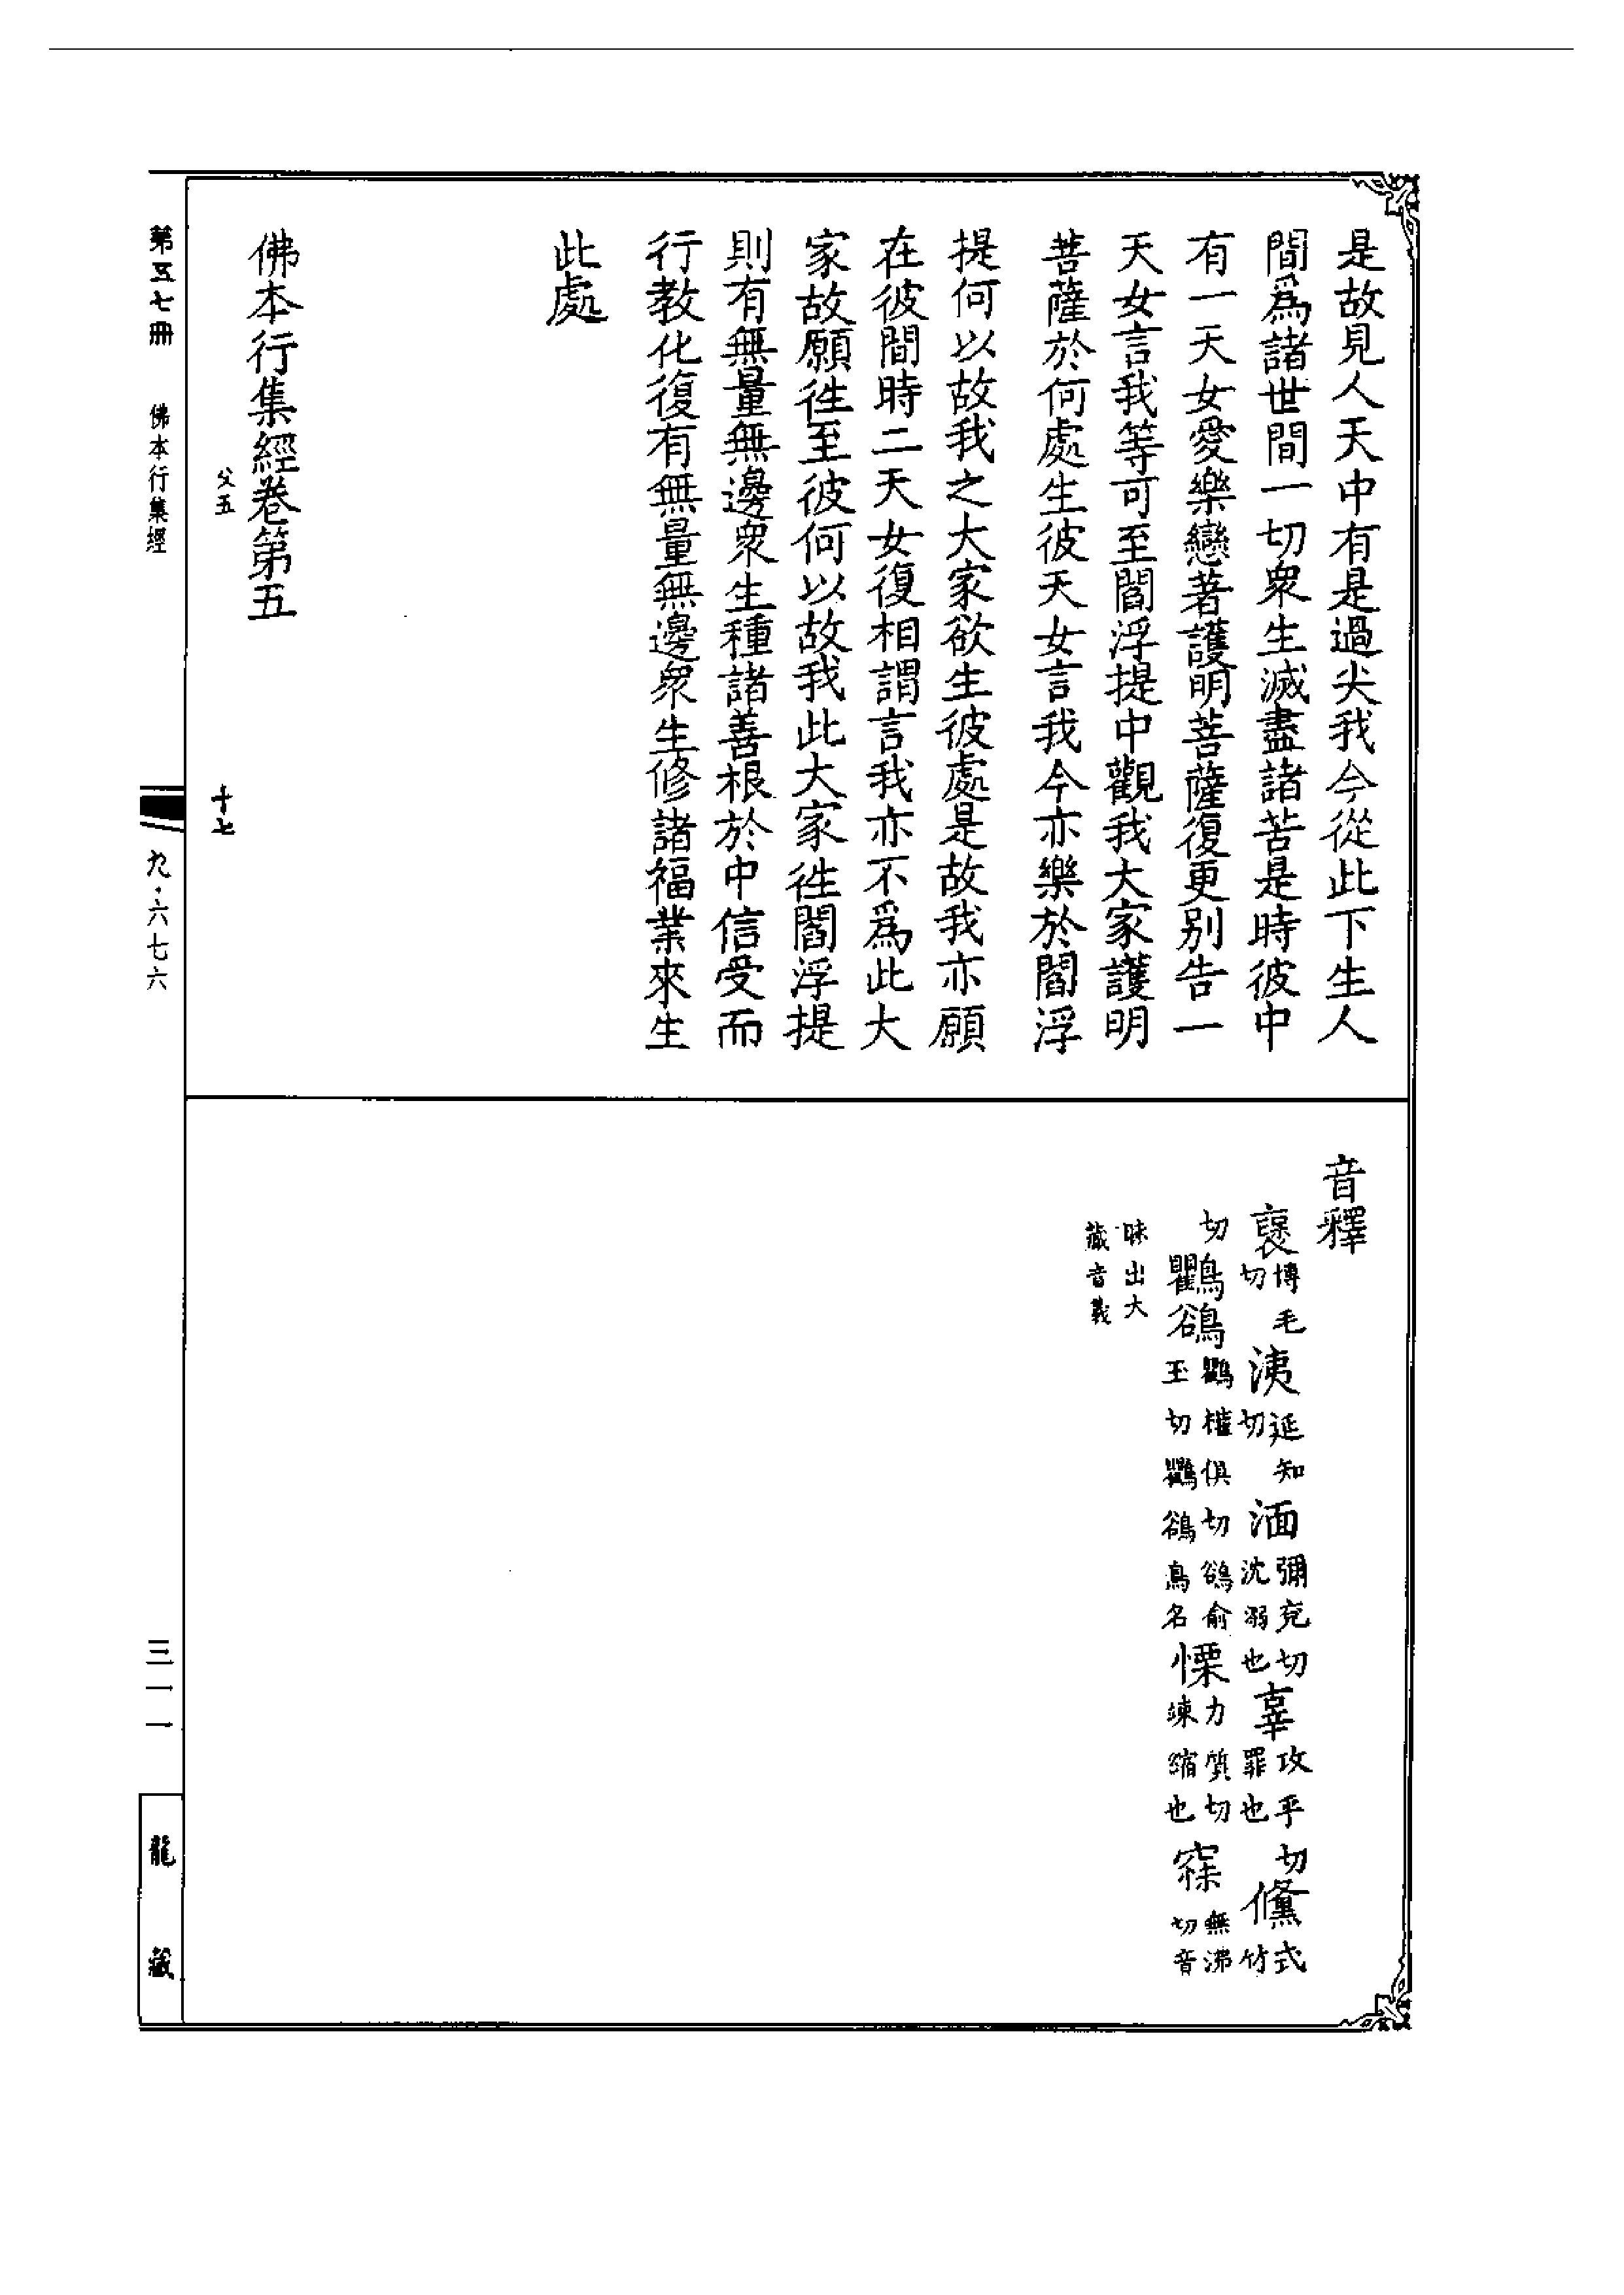 是故見人天中有是過尖我今從此下生人
間爲諸世間一切衆生滅盡諸苦是時彼中
有一天女愛樂戀著護明菩薩復更別告一
天女言我等可至閻浮提中觀我大家護明
菩薩於何處生彼天女言我今亦樂於閻浮
提何以故我之大家欲生彼處是故我亦願
在彼間時二天女復相謂言我亦不爲此大
家故願徃至彼何以故我此大家徃閻浮提
則有無量無邊衆生種諸善根於中信受而
行教化復有無量無邊衆生修諸福業來生
此處
佛本行集經卷第五
父五
十七
音釋
褒 博毛切 洟 延知切 湎 彌兖切沈溺也 辜 攻乎切罪也 儵 式竹
切 鸜鵒 鸜權俱切鵒俞玉切鸜鵒鳥名 慄 力質切竦縮也 𥧌 無沸切音
昧出大藏音義
第五七冊
佛本行集經
九·六七六
三一一
龍藏